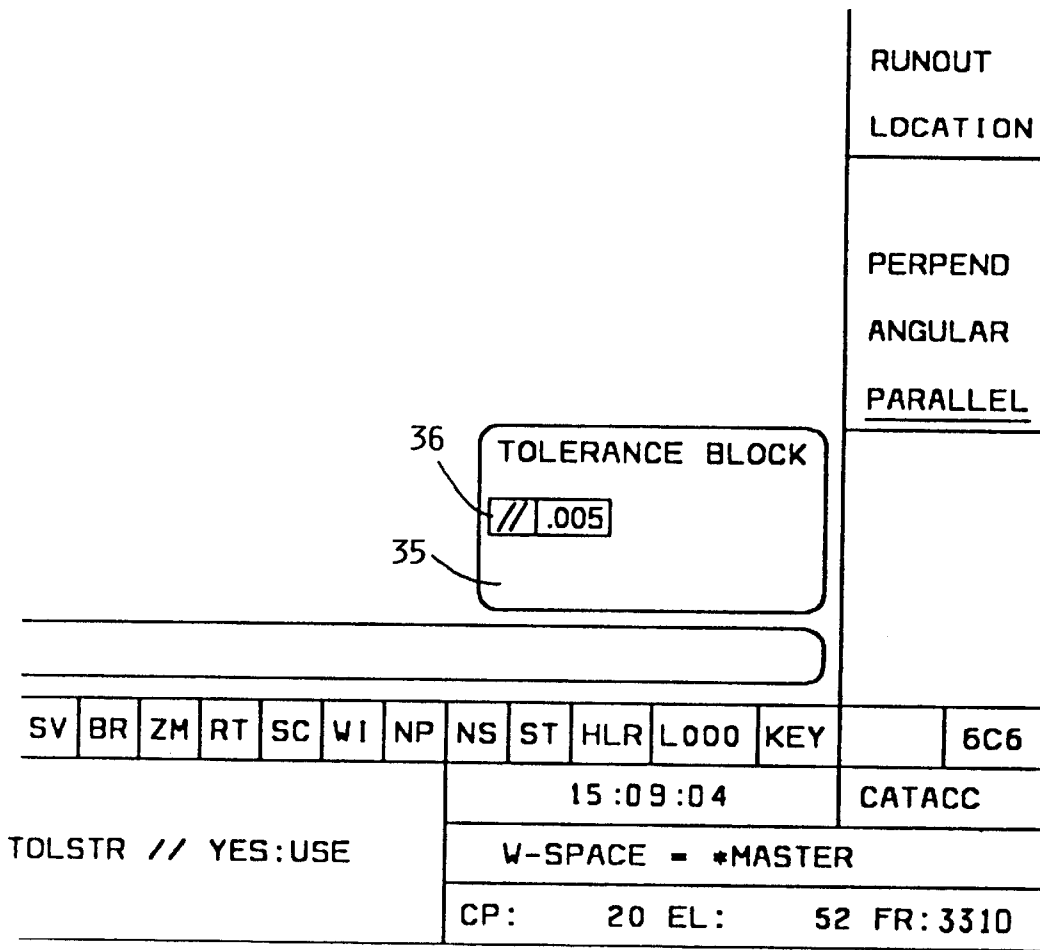 RUNOUT
LOCATION
PERPEND
ANGULAR
PARALLEL
36
TOLERANCE BLOCK
// .005
35
SV BR ZM RT SC WI NP NS ST HLR L000 KEY 6C6
15:09:04 CATACC
TOLSTR // YES:USE
W-SPACE = *MASTER
CP: 20 EL: 52 FR:3310